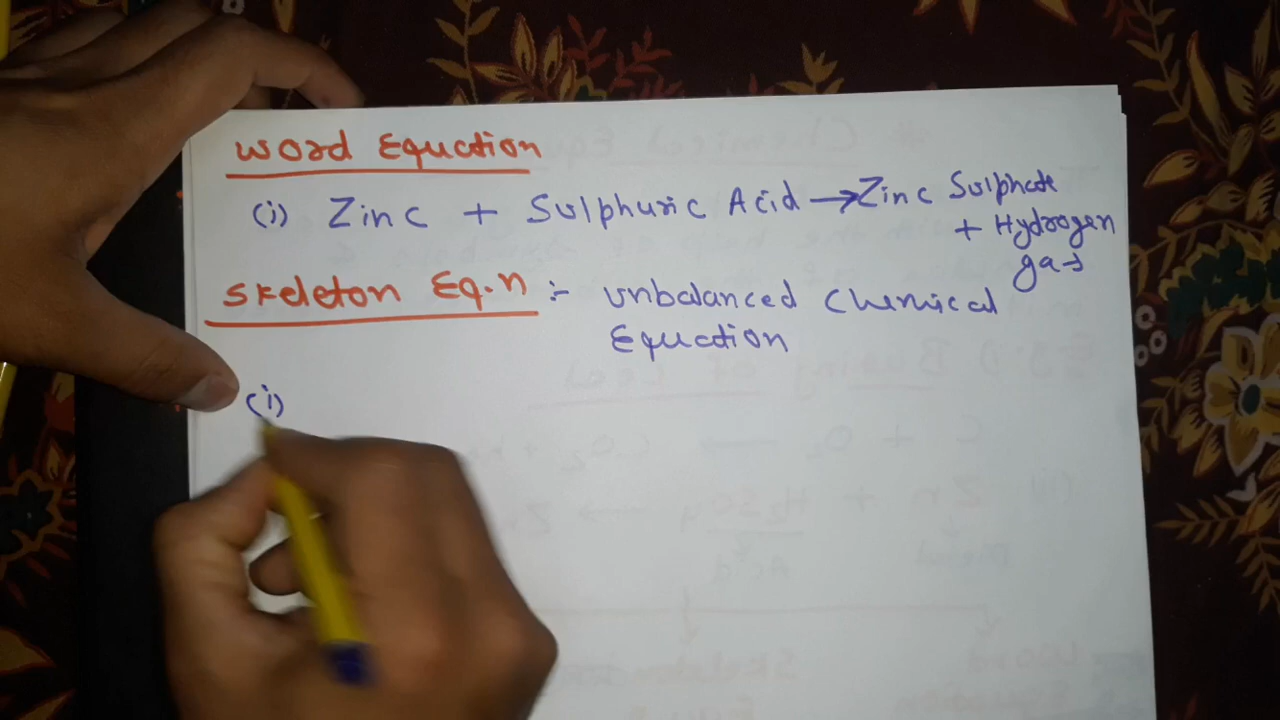 Word Equation
(i) Zinc + Sulphuric Acid → Zinc Sulphate
+ Hydrogen
gas
Skeleton Eq.n :- unbalanced Chemical
Equation
(i)